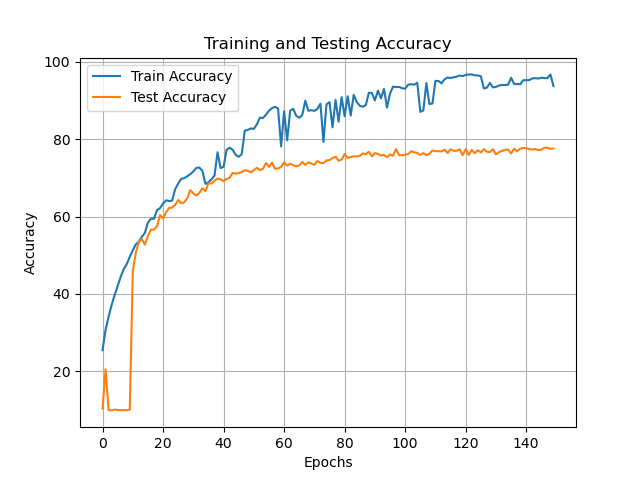 Training and Testing Accuracy
Train Accuracy
Test Accuracy
100
80
60
40
20
Accuracy
0 20 40 60 80 100 120 140
Epochs